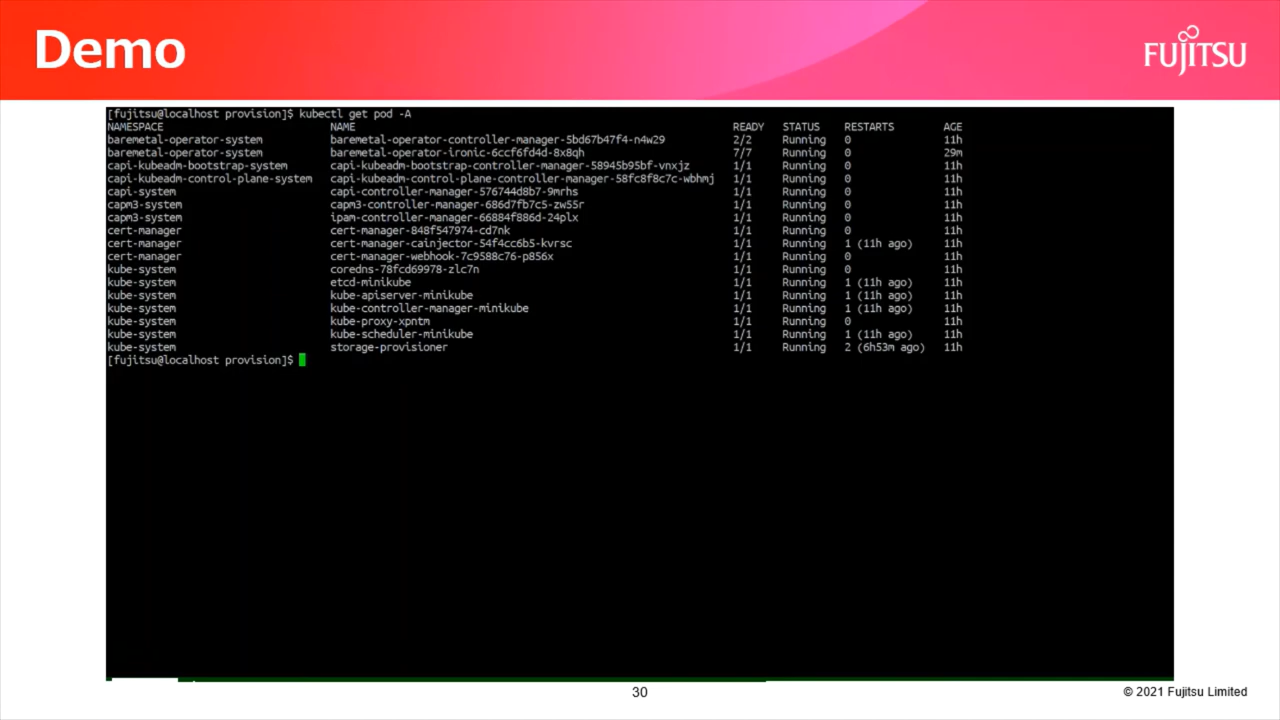 Demo
FUJITSU
[fujitsu@localhost provision]$ kubectl get pod -A
NAMESPACE NAME READY STATUS RESTARTS AGE
baremetal-operator-system baremetal-operator-controller-manager-5bd67b47f4-n4w29 2/2 Running 0 11h
baremetal-operator-system baremetal-operator-ironic-6ccf6fd4d-8x8qh 7/7 Running 0 29m
capi-kubeadm-bootstrap-system capi-kubeadm-bootstrap-controller-manager-58945b95bf-vnxjz 1/1 Running 0 11h
capi-kubeadm-control-plane-system capi-kubeadm-control-plane-controller-manager-58fc8f8c7c-wbhmj 1/1 Running 0 11h
capi-system capi-controller-manager-576744d8b7-9mrhs 1/1 Running 0 11h
capm3-system capm3-controller-manager-686d7fb7c5-zw55r 1/1 Running 0 11h
capm3-system ipam-controller-manager-66884f886d-24plx 1/1 Running 0 11h
cert-manager cert-manager-848f547974-cd7nk 1/1 Running 0 11h
cert-manager cert-manager-cainjector-54f4cc6b5-kvrsc 1/1 Running 1 (11h ago) 11h
cert-manager cert-manager-webhook-7c9588c76-p856x 1/1 Running 0 11h
kube-system coredns-78fcd69978-zlc7n 1/1 Running 0 11h
kube-system etcd-minikube 1/1 Running 1 (11h ago) 11h
kube-system kube-apiserver-minikube 1/1 Running 1 (11h ago) 11h
kube-system kube-controller-manager-minikube 1/1 Running 1 (11h ago) 11h
kube-system kube-proxy-xpntm 1/1 Running 0 11h
kube-system kube-scheduler-minikube 1/1 Running 1 (11h ago) 11h
kube-system storage-provisioner 1/1 Running 2 (6h53m ago) 11h
[fujitsu@localhost provision]$
30
© 2021 Fujitsu Limited